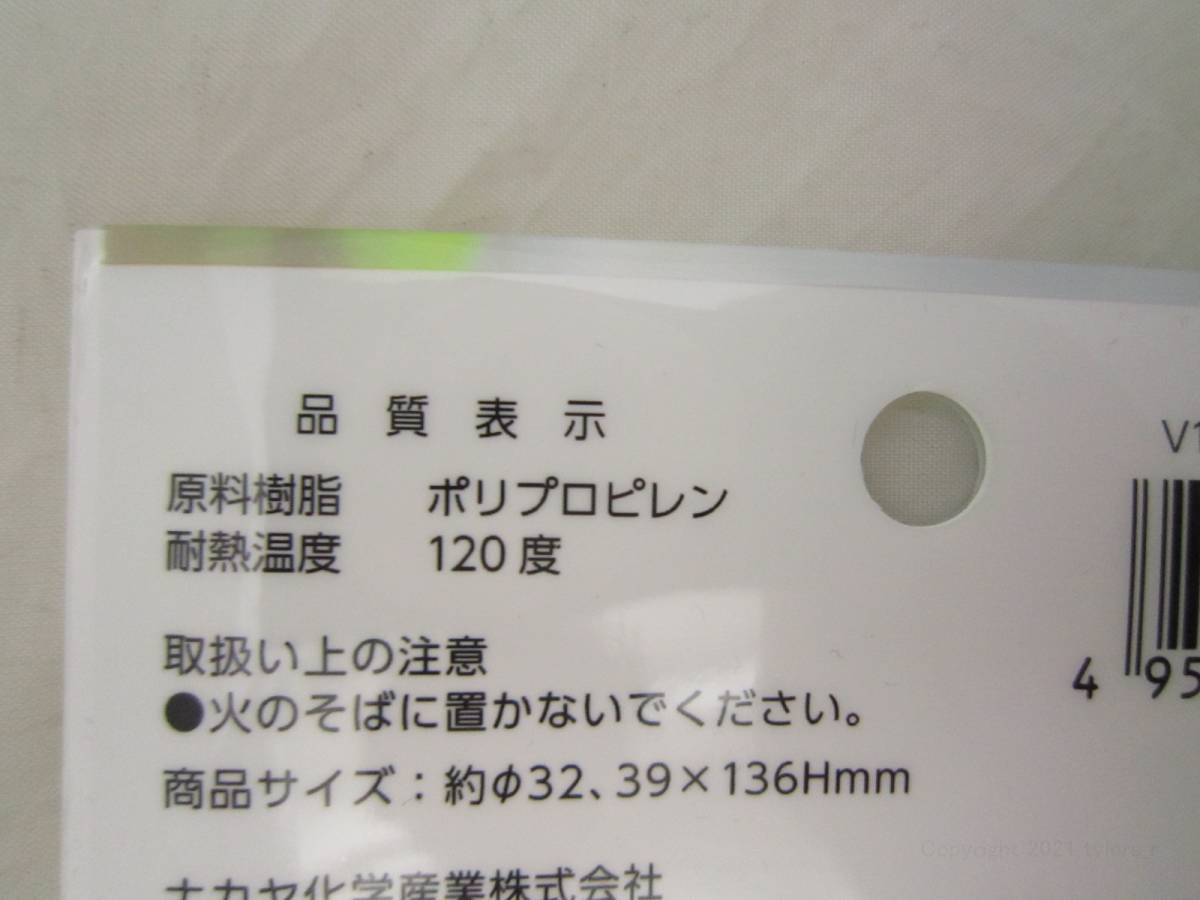 品質表示
原料樹脂 ポリプロピレン
耐熱温度 120度
取扱い上の注意
●火のそばに置かないでください。
商品サイズ：約φ32、39×136Hmm
ナカヤ化学産業株式会社
V1
4 95
Copyright 2021